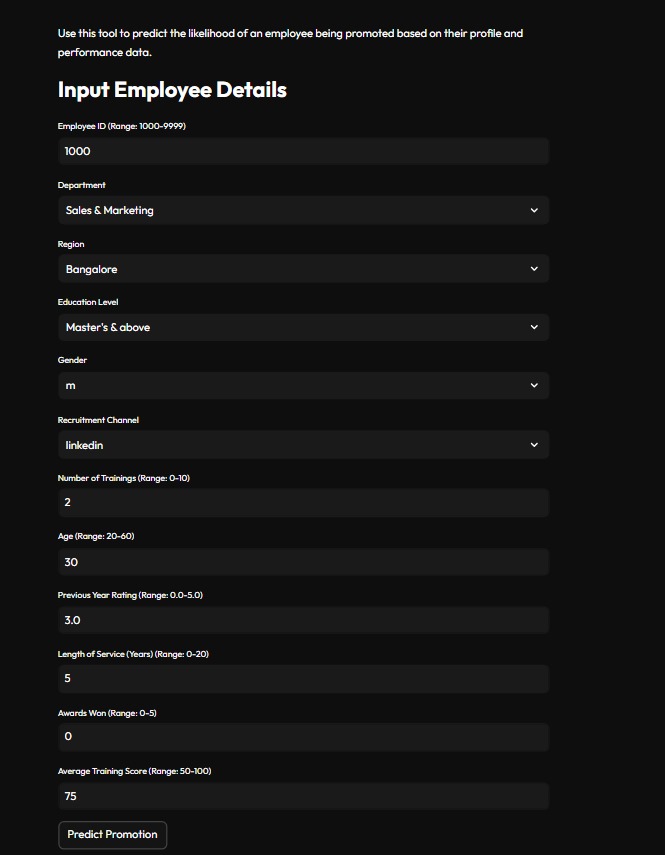 Use this tool to predict the likelihood of an employee being promoted based on their profile and
performance data.
Input Employee Details
Employee ID (Range: 1000-9999)
1000
Department
Sales & Marketing
Region
Bangalore
Education Level
Master's & above
Gender
m
Recruitment Channel
linkedin
Number of Trainings (Range: 0-10)
2
Age (Range: 20-60)
30
Previous Year Rating (Range: 0.0-5.0)
3.0
Length of Service (Years) (Range: 0-20)
5
Awards Won (Range: 0-5)
0
Average Training Score (Range: 50-100)
75
Predict Promotion